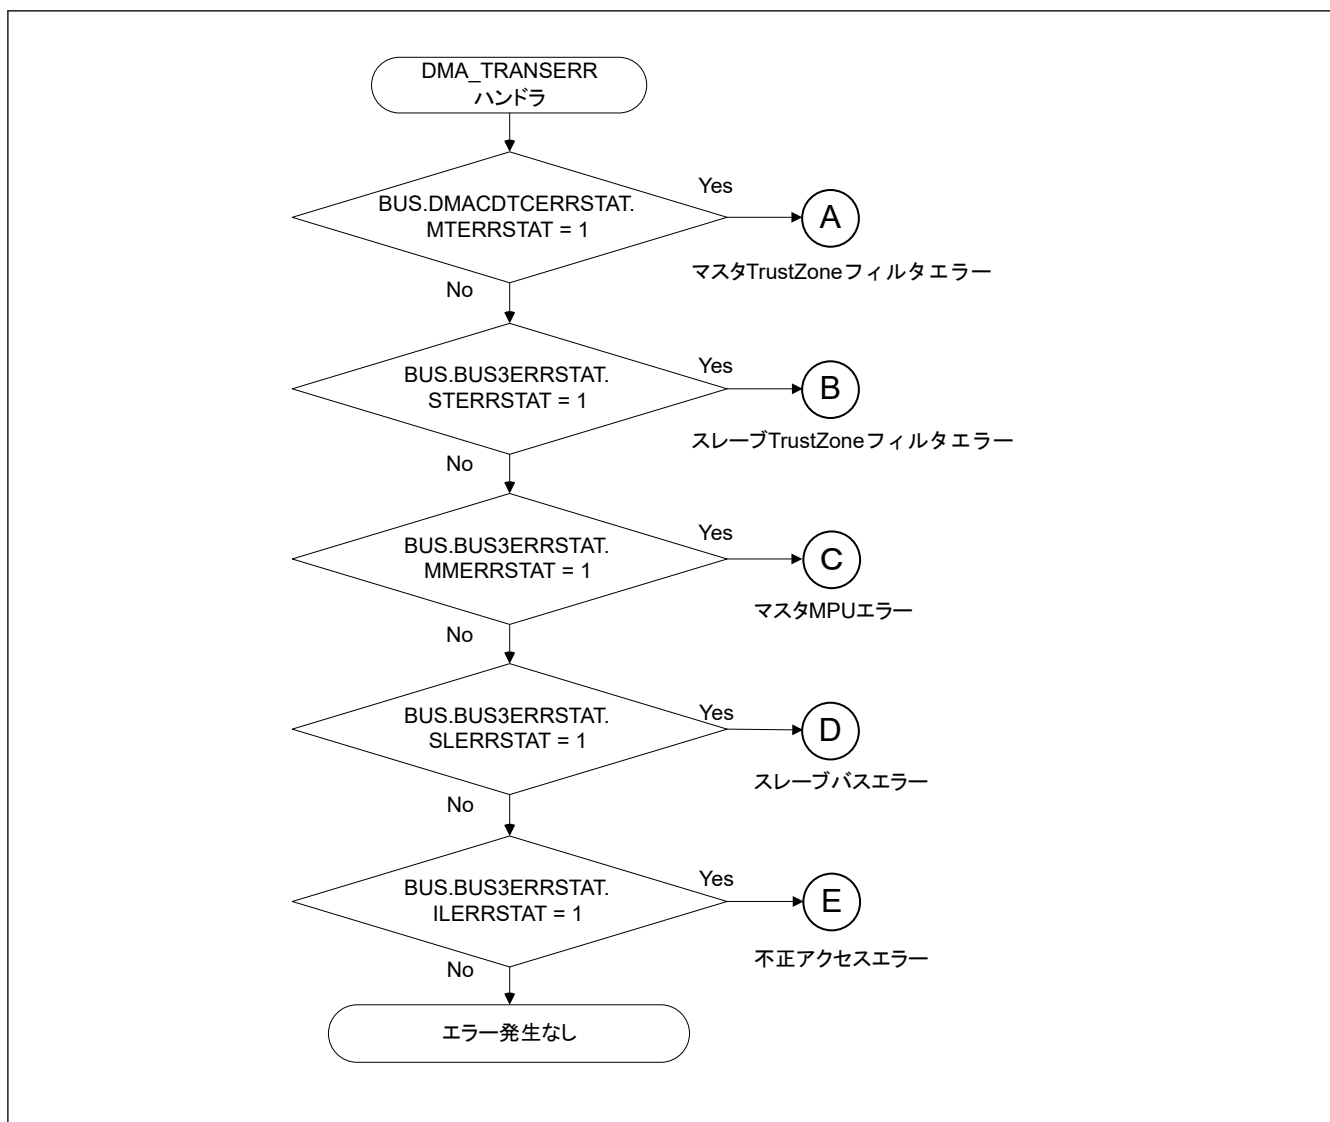 DMA_TRANSERR
ハンドラ
BUS.DMACDTCERRSTAT.
MTERRSTAT = 1
Yes
A
マスタTrustZoneフィルタエラー
No
BUS.BUS3ERRSTAT.
STERRSTAT = 1
Yes
B
スレーブTrustZoneフィルタエラー
No
BUS.BUS3ERRSTAT.
MMERRSTAT = 1
Yes
C
マスタMPUエラー
No
BUS.BUS3ERRSTAT.
SLERRSTAT = 1
Yes
D
スレーブバスエラー
No
BUS.BUS3ERRSTAT.
ILERRSTAT = 1
Yes
E
不正アクセスエラー
No
エラー発生なし